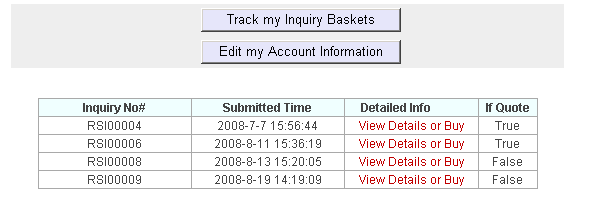 Track my Inquiry Baskets
Edit my Account Information
Inquiry No# Submitted Time Detailed Info If Quote
RSI00004 2008-7-7 15:56:44 View Details or Buy True
RSI00006 2008-8-11 15:36:19 View Details or Buy True
RSI00008 2008-8-13 15:20:05 View Details or Buy False
RSI00009 2008-8-19 14:19:09 View Details or Buy False